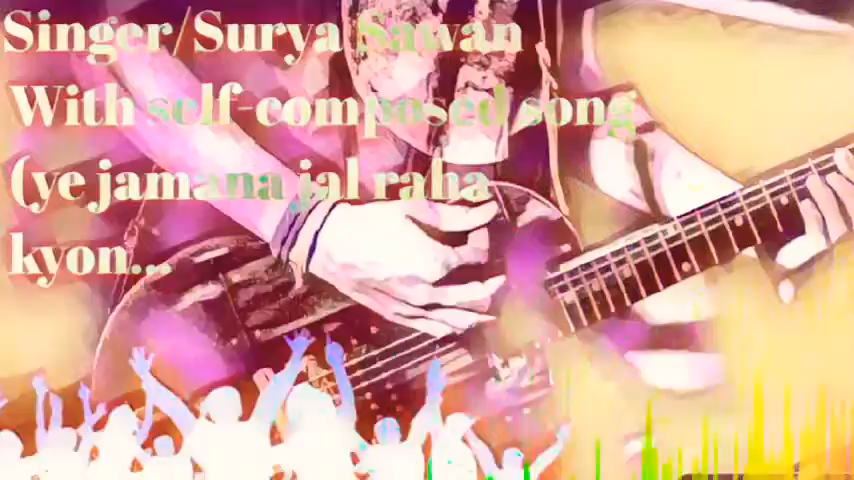 Singer/Surya Sawan
With self-composed song
(ye jamana jal raha
kyon...